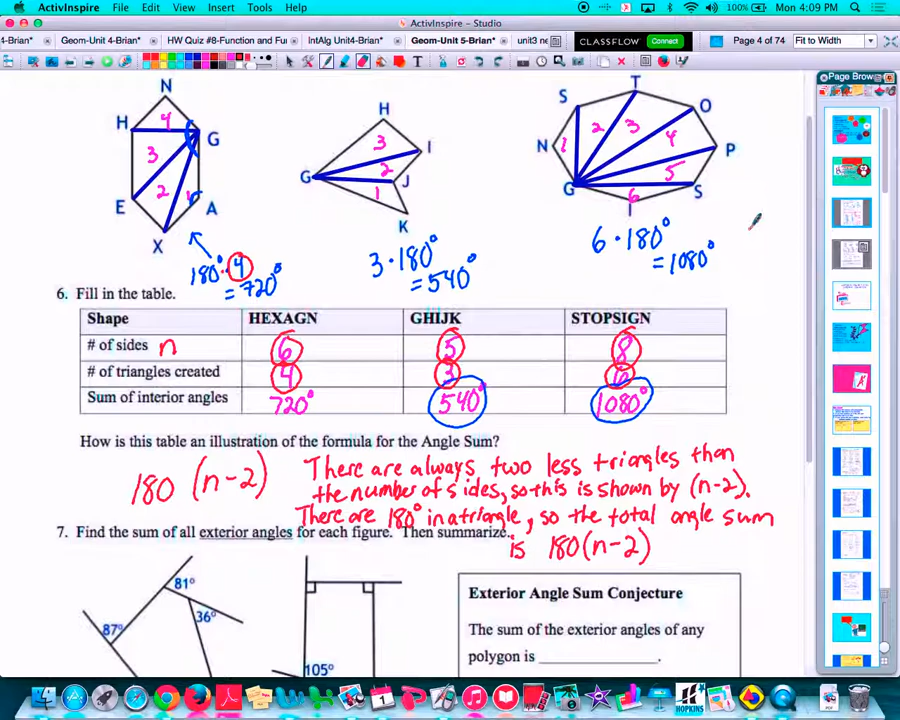 ActivInspire File Edit View Insert Tools Help 100% Mon 4:09 PM
ActivInspire - Studio
4-Brian* Geom-Unit 4-Brian* HW Quiz #8-Function and Fu IntAlg Unit4-Brian* Geom-Unit 5-Brian* unit3 ne CLASSFLOW Connect Page 4 of 74 Fit to Width
Page Brow
N H G E A X 4 3 2 1
H I G J K 3 2 1
S T O N P G S I 1 2 3 4 5 6
180°·4
=720°
3·180°
=540°
6·180°
=1080°
6. Fill in the table.
Shape HEXAGN GHIJK STOPSIGN
# of sides n 6 5 8
# of triangles created 4 3 6
Sum of interior angles 720° 540° 1080°
How is this table an illustration of the formula for the Angle Sum?
180 (n-2) There are always two less triangles than
the number of sides, so this is shown by (n-2).
There are 180° in a triangle, so the total angle sum
is 180(n-2)
7. Find the sum of all exterior angles for each figure. Then summarize.
81°
36°
87°
105°
Exterior Angle Sum Conjecture
The sum of the exterior angles of any
polygon is ____________.
HOPKINS